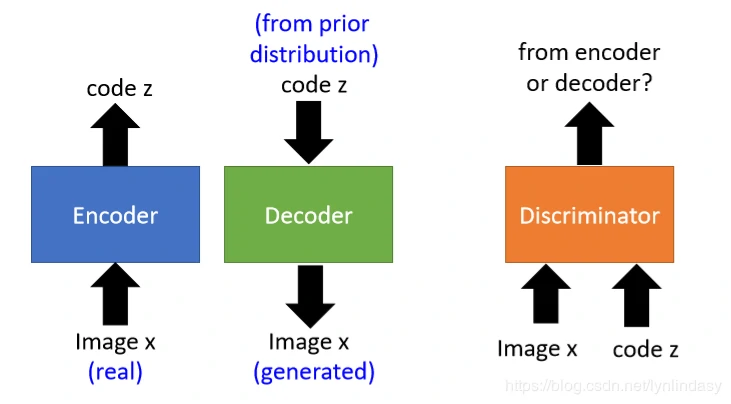 code z
Encoder
Image x
(real)
(from prior
distribution)
code z
Decoder
Image x
(generated)
from encoder
or decoder?
Discriminator
Image x
code z
https://blog.csdn.net/lynlindasy